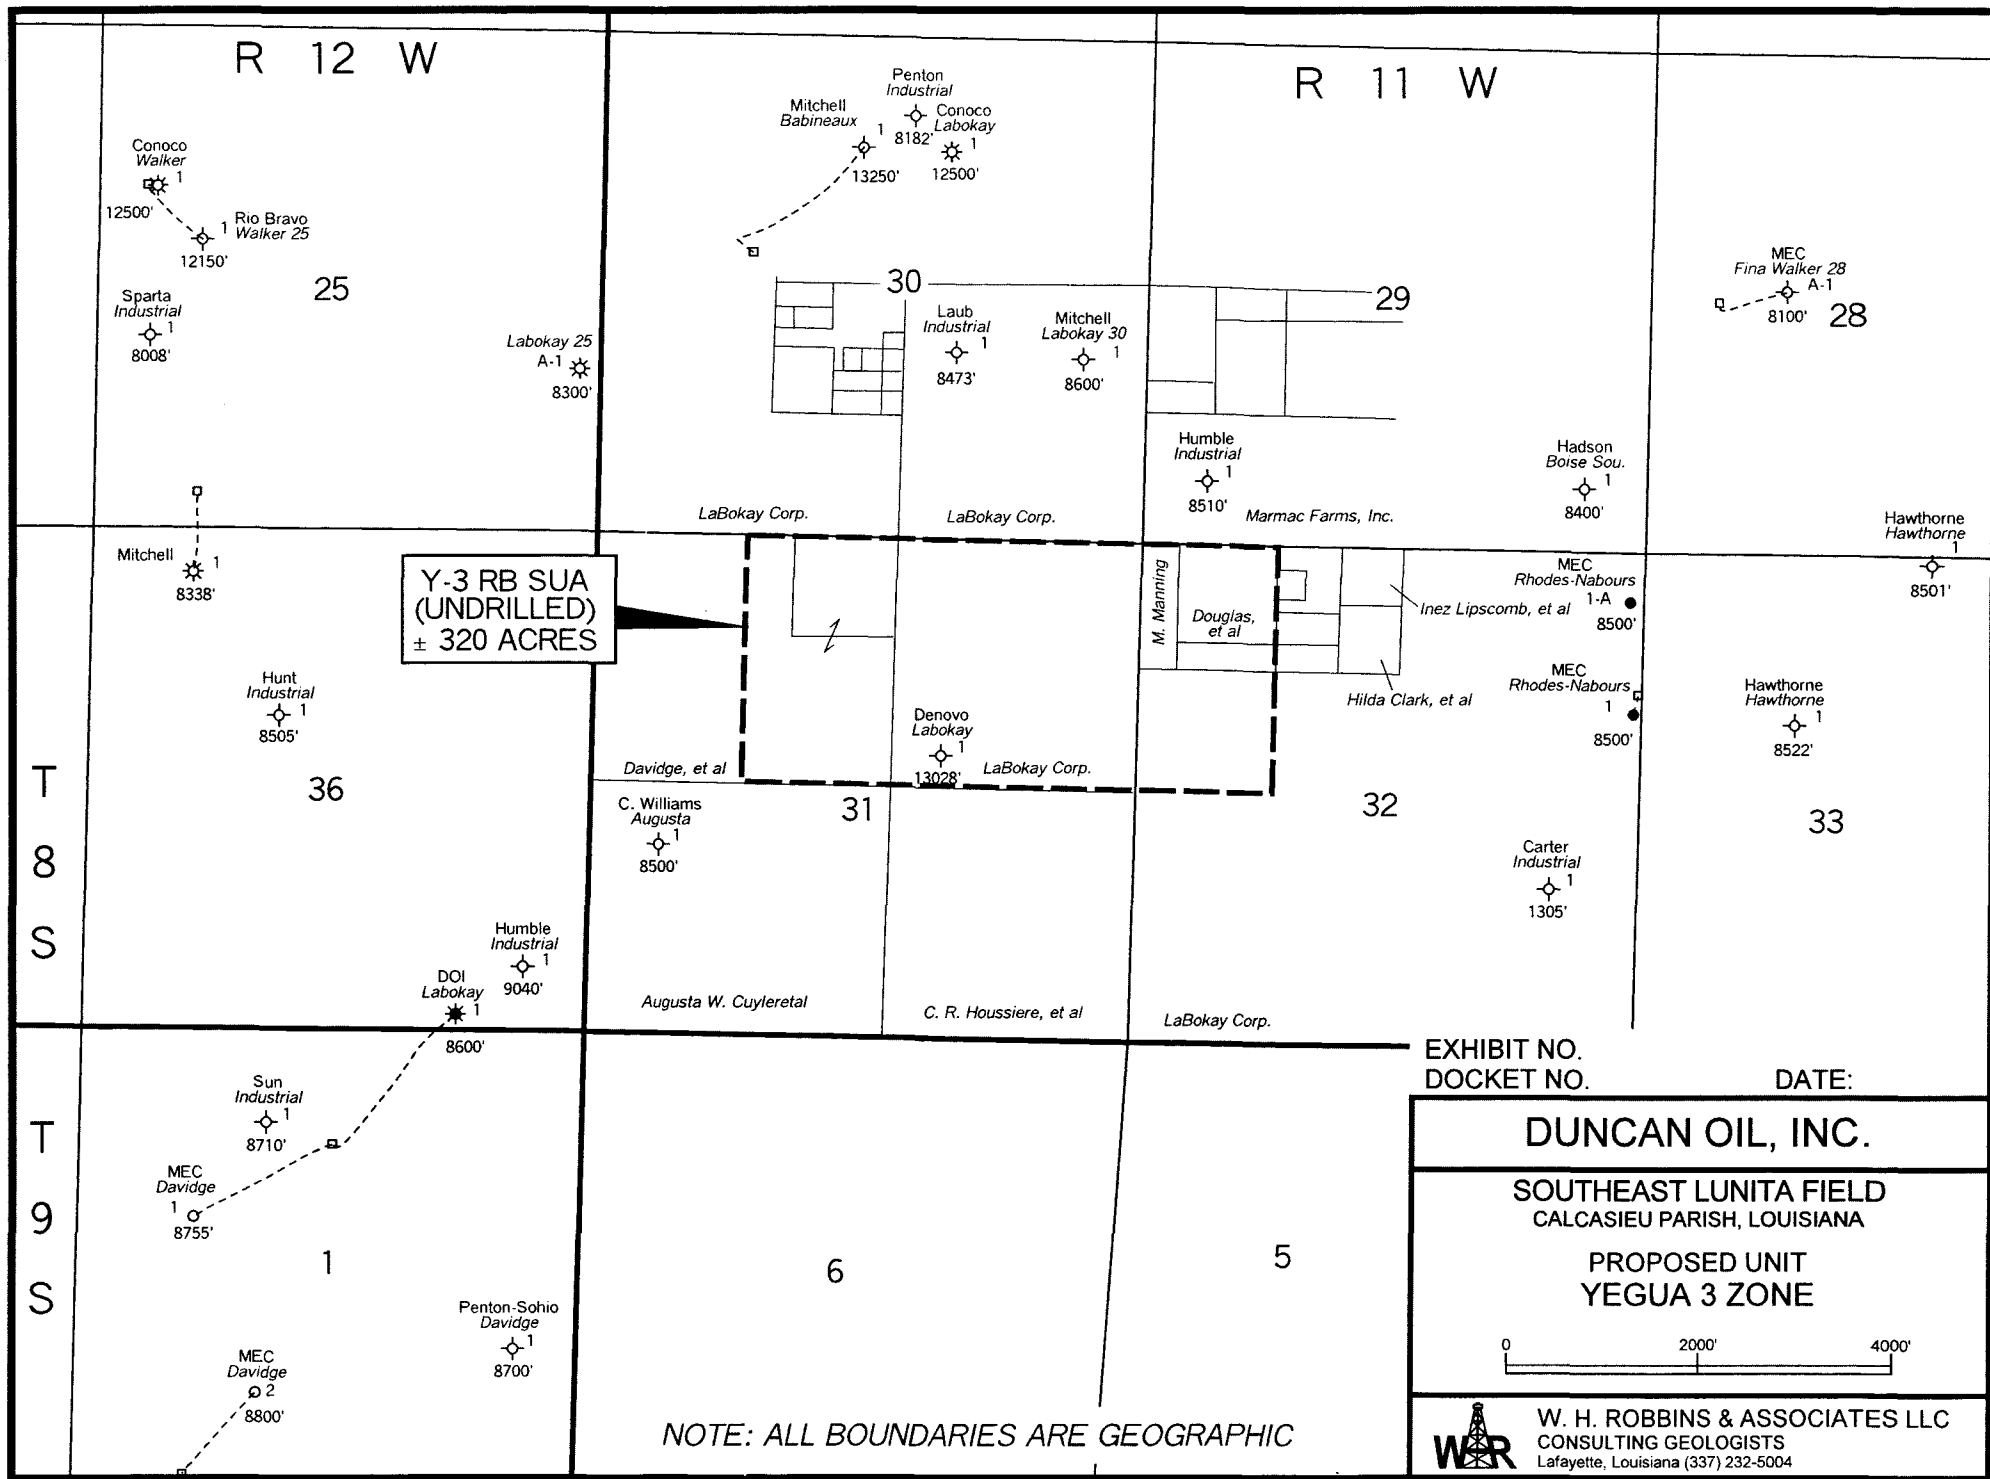 R 12 W
R 11 W
Penton
Industrial
8182'
Mitchell
Babineaux
1
13250'
Conoco
Labokay
1
12500'
Conoco
Walker
1
12500'
1
Rio Bravo
Walker 25
12150'
25
Sparta
Industrial
1
8008'
Labokay 25
A-1
8300'
30
Laub
Industrial
1
8473'
Mitchell
Labokay 30
1
8600'
29
MEC
Fina Walker 28
A-1
8100'
28
Humble
Industrial
1
8510'
Hadson
Boise Sou.
1
8400'
LaBokay Corp.
LaBokay Corp.
Marmac Farms, Inc.
Hawthorne
Hawthorne
1
8501'
Mitchell
1
8338'
Y-3 RB SUA
(UNDRILLED)
± 320 ACRES
M. Manning
Douglas,
et al
Inez Lipscomb, et al
Hilda Clark, et al
MEC
Rhodes-Nabours
1-A
8500'
MEC
Rhodes-Nabours
1
8500'
Hawthorne
Hawthorne
1
8522'
Hunt
Industrial
1
8505'
Denovo
Labokay
1
13028'
LaBokay Corp.
Davidge, et al
36
31
32
33
C. Williams
Augusta
1
8500'
Carter
Industrial
1
1305'
T
8
S
Humble
Industrial
1
9040'
DOI
Labokay
1
8600'
Augusta W. Cuyleretal
C. R. Houssiere, et al
LaBokay Corp.
Sun
Industrial
1
8710'
MEC
Davidge
1
8755'
T
9
S
1
6
5
Penton-Sohio
Davidge
1
8700'
MEC
Davidge
2
8800'
NOTE: ALL BOUNDARIES ARE GEOGRAPHIC
EXHIBIT NO.
DOCKET NO. DATE:
DUNCAN OIL, INC.
SOUTHEAST LUNITA FIELD
CALCASIEU PARISH, LOUISIANA
PROPOSED UNIT
YEGUA 3 ZONE
0 2000' 4000'
W R
W. H. ROBBINS & ASSOCIATES LLC
CONSULTING GEOLOGISTS
Lafayette, Louisiana (337) 232-5004